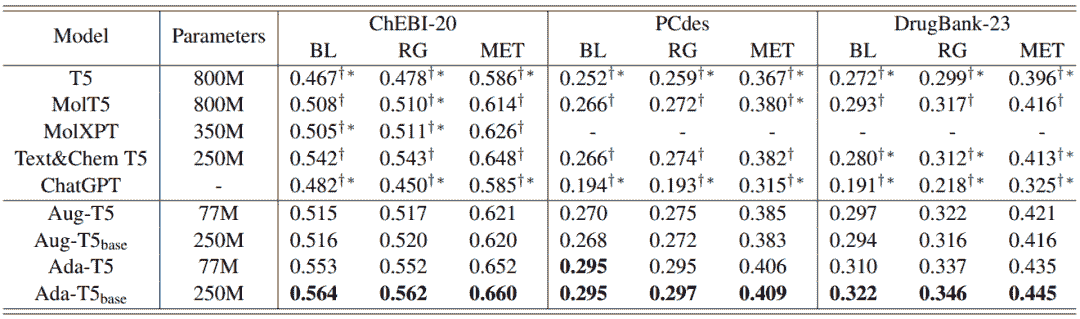 Model Parameters ChEBI-20 PCdes DrugBank-23
BL RG MET BL RG MET BL RG MET
T5 800M 0.467†* 0.478†* 0.586†* 0.252†* 0.259†* 0.367†* 0.272†* 0.299†* 0.396†*
MolT5 800M 0.508† 0.510†* 0.614† 0.266† 0.272† 0.380†* 0.293† 0.317† 0.416†
MolXPT 350M 0.505†* 0.511†* 0.626† - - - - - -
Text&Chem T5 250M 0.542† 0.543† 0.648† 0.266† 0.274† 0.382† 0.280†* 0.312†* 0.413†*
ChatGPT - 0.482†* 0.450†* 0.585†* 0.194†* 0.193†* 0.315†* 0.191†* 0.218†* 0.325†*
Aug-T5 77M 0.515 0.517 0.621 0.270 0.275 0.385 0.297 0.322 0.421
Aug-T5base 250M 0.516 0.520 0.620 0.268 0.272 0.383 0.294 0.316 0.416
Ada-T5 77M 0.553 0.552 0.652 0.295 0.295 0.406 0.310 0.337 0.435
Ada-T5base 250M 0.564 0.562 0.660 0.295 0.297 0.409 0.322 0.346 0.445